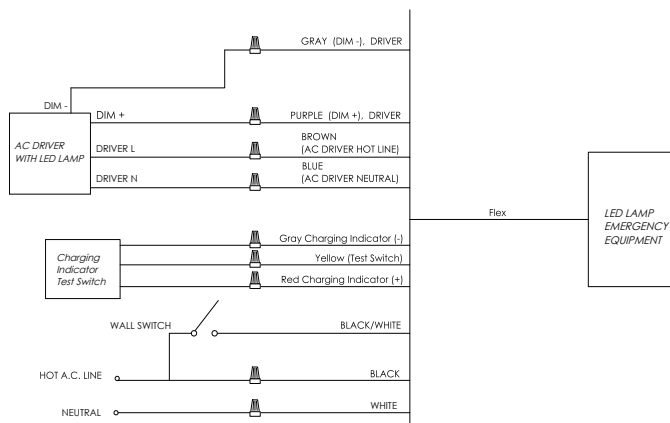 GRAY (DIM -), DRIVER
DIM -
DIM +
PURPLE (DIM +), DRIVER
AC DRIVER
WITH LED LAMP
DRIVER L
BROWN
(AC DRIVER HOT LINE)
DRIVER N
BLUE
(AC DRIVER NEUTRAL)
Flex
LED LAMP
EMERGENCY
EQUIPMENT
Charging
Indicator
Test Switch
Gray Charging Indicator (-)
Yellow (Test Switch)
Red Charging Indicator (+)
WALL SWITCH
BLACK/WHITE
HOT A.C. LINE
BLACK
NEUTRAL
WHITE